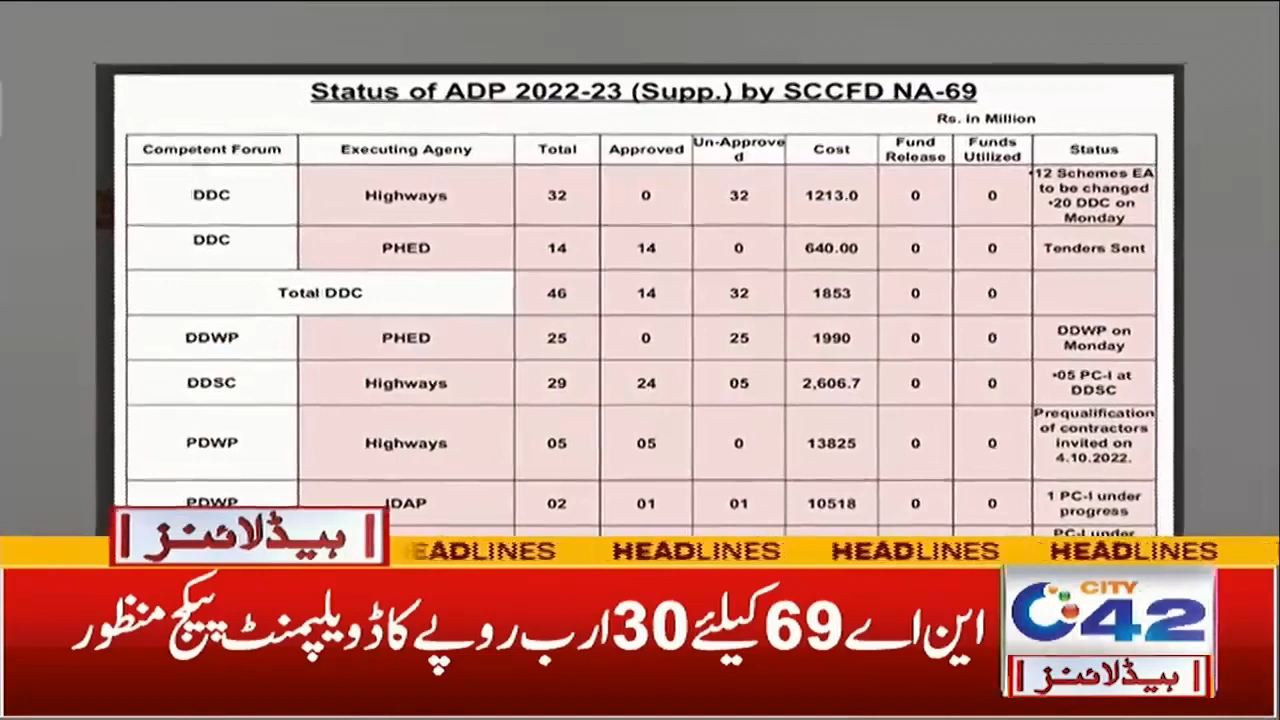 Status of ADP 2022-23 (Supp.) by SCCFD NA-69
Rs. in Million
Competent Forum Executing Ageny Total Approved Un-Approve d Cost Fund Release Funds Utilized Status
DDC Highways 32 0 32 1213.0 0 0 •12 Schemes EA to be changed •20 DDC on Monday
DDC PHED 14 14 0 640.00 0 0 Tenders Sent
Total DDC 46 14 32 1853 0 0
DDWP PHED 25 0 25 1990 0 0 DDWP on Monday
DDSC Highways 29 24 05 2,606.7 0 0 •05 PC-I at DDSC
PDWP Highways 05 05 0 13825 0 0 Prequalification of contractors invited on 4.10.2022.
PDWP IDAP 02 01 01 10518 0 0 1 PC-I under progress
PC-I under
ہیڈلائنز
EADLINES HEADLINES HEADLINES HEADLINES
این اے 69 کیلئے 30 ارب روپے کا ڈویلپمنٹ پیکج منظور
CITY
42
ہیڈلائنز